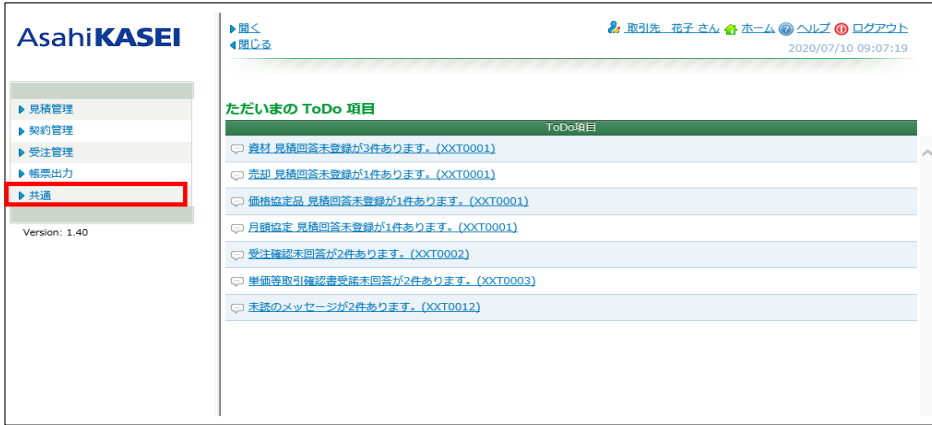 AsahiKASEI
開く
閉じる
取引先 花子 さん ホーム ヘルプ ログアウト
2020/07/10 09:07:19
見積管理
契約管理
受注管理
帳票出力
共通
Version: 1.40
ただいまの ToDo 項目
ToDo項目
資材 見積回答未登録が3件あります。(XXT0001)
売却 見積回答未登録が1件あります。(XXT0001)
価格協定品 見積回答未登録が1件あります。(XXT0001)
月額協定 見積回答未登録が1件あります。(XXT0001)
受注確認未回答が2件あります。(XXT0002)
単価等取引確認書受諾未回答が2件あります。(XXT0003)
未読のメッセージが2件あります。(XXT0012)